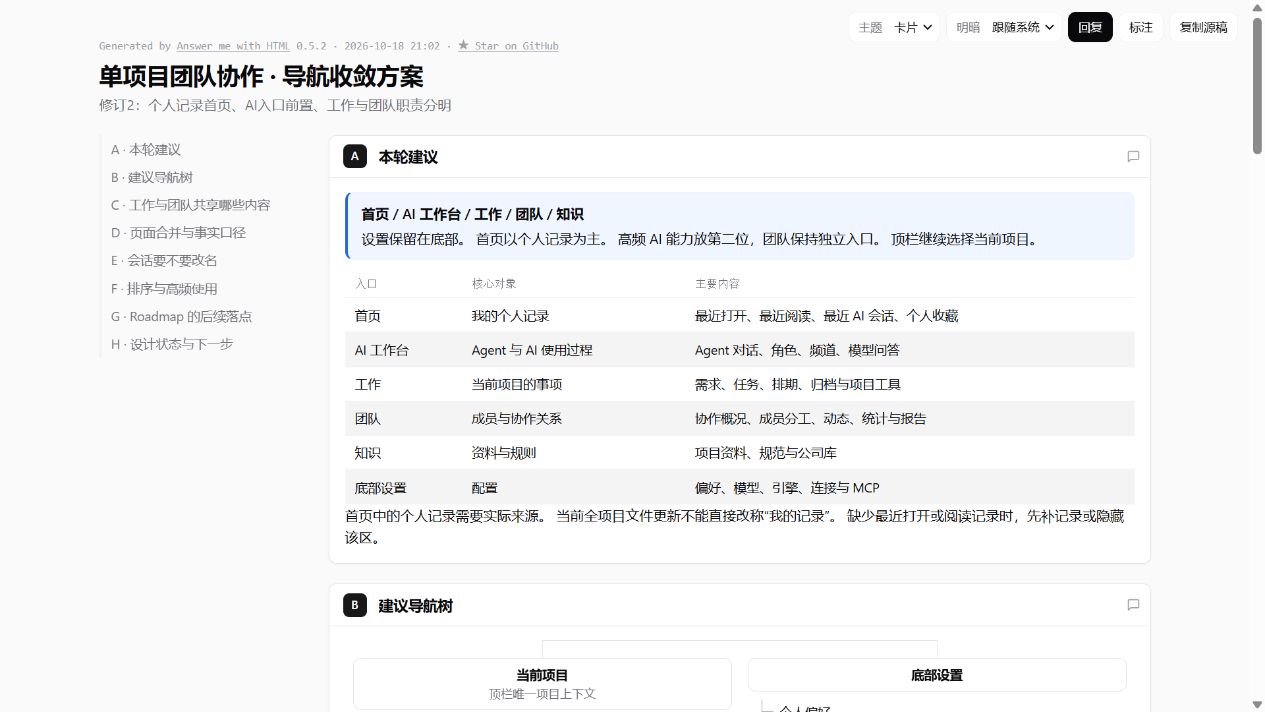 主题 卡片 明暗 跟随系统 回复 标注 复制源稿
Generated by Answer me with HTML 0.5.2 · 2026-10-18 21:02 · ★ Star on GitHub
单项目团队协作 · 导航收敛方案
修订2：个人记录首页、AI入口前置、工作与团队职责分明
A · 本轮建议
B · 建议导航树
C · 工作与团队共享哪些内容
D · 页面合并与事实口径
E · 会话要不要改名
F · 排序与高频使用
G · Roadmap 的后续落点
H · 设计状态与下一步
A 本轮建议
首页 / AI 工作台 / 工作 / 团队 / 知识
设置保留在底部。 首页以个人记录为主。 高频 AI 能力放第二位，团队保持独立入口。 顶栏继续选择当前项目。
入口 核心对象 主要内容
首页 我的个人记录 最近打开、最近阅读、最近 AI 会话、个人收藏
AI 工作台 Agent 与 AI 使用过程 Agent 对话、角色、频道、模型问答
工作 当前项目的事项 需求、任务、排期、归档与项目工具
团队 成员与协作关系 协作概况、成员分工、动态、统计与报告
知识 资料与规则 项目资料、规范与公司库
底部设置 配置 偏好、模型、引擎、连接与 MCP
首页中的个人记录需要实际来源。 当前全项目文件更新不能直接改称“我的记录”。 缺少最近打开或阅读记录时，先补记录或隐藏
该区。
B 建议导航树
当前项目
顶栏唯一项目上下文
底部设置
个人偏好